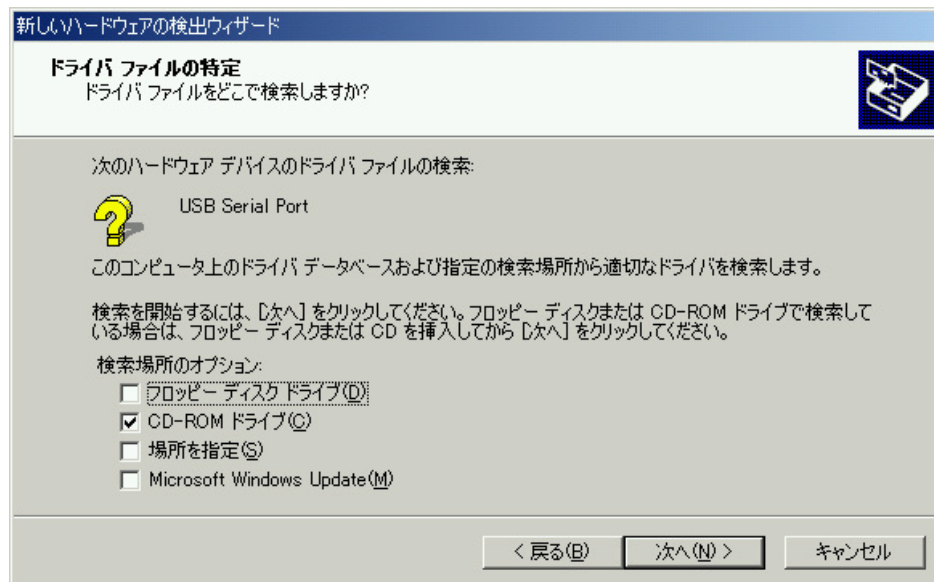 新しいハードウェアの検出ウィザード
ドライバ ファイルの特定
ドライバ ファイルをどこで検索しますか?
次のハードウェア デバイスのドライバ ファイルの検索:
USB Serial Port
このコンピュータ上のドライバ データベースおよび指定の検索場所から適切なドライバを検索します。
検索を開始するには、[次へ] をクリックしてください。フロッピー ディスクまたは CD-ROM ドライブで検索して
いる場合は、フロッピー ディスクまたは CD を挿入してから [次へ] をクリックしてください。
検索場所のオプション:
フロッピー ディスク ドライブ(D)
CD-ROM ドライブ(C)
場所を指定(S)
Microsoft Windows Update(M)
< 戻る(B) 次へ(N) > キャンセル